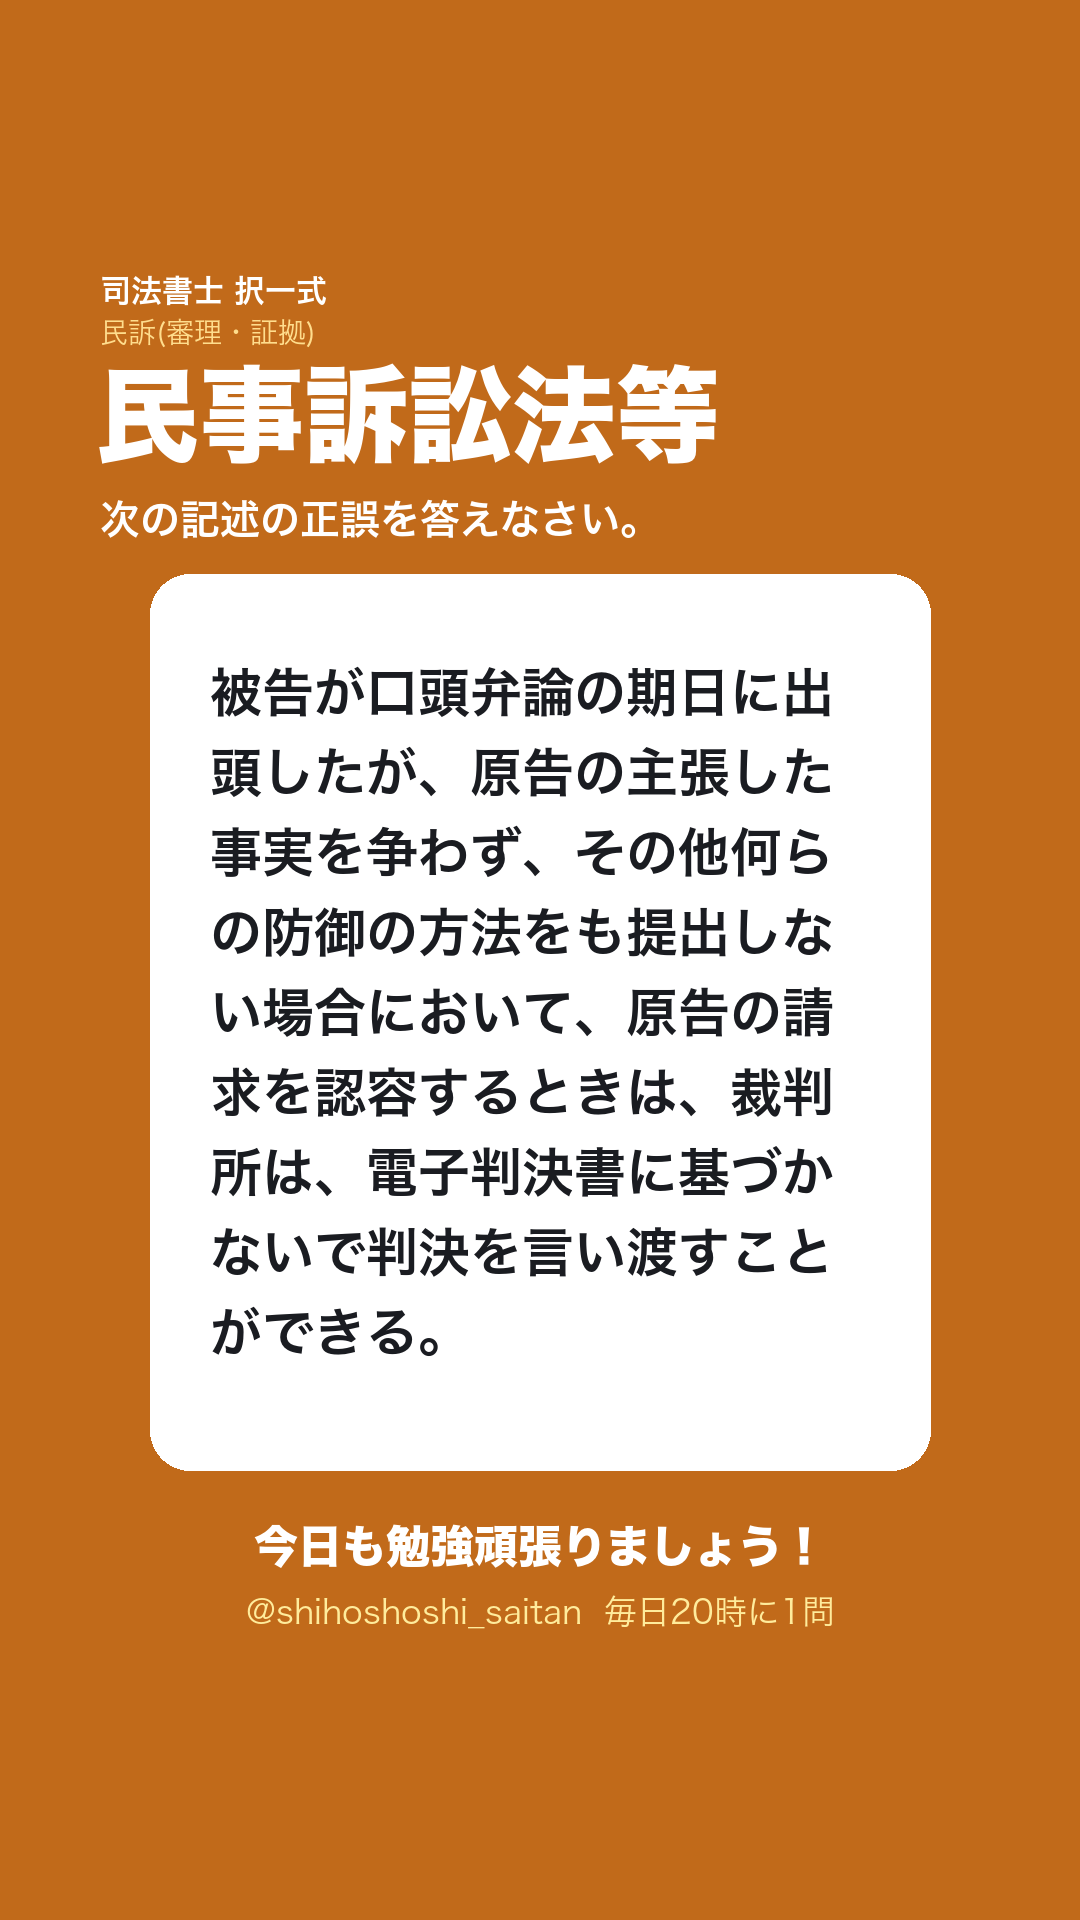 司法書士 択一式
民訴(審理・証拠)
民事訴訟法等
次の記述の正誤を答えなさい。
被告が口頭弁論の期日に出
頭したが、原告の主張した
事実を争わず、その他何ら
の防御の方法をも提出しな
い場合において、原告の請
求を認容するときは、裁判
所は、電子判決書に基づか
ないで判決を言い渡すこと
ができる。
今日も勉強頑張りましょう！
@shihoshoshi_saitan 毎日20時に1問